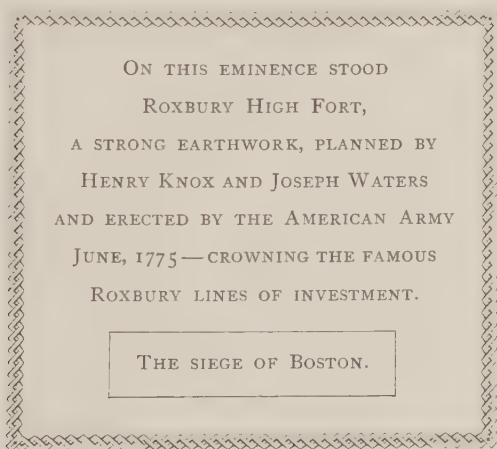 On this eminence stood
Roxbury High Fort,
a strong earthwork, planned by
Henry Knox and Joseph Waters
and erected by the American Army
June, 1775—crowning the famous
Roxbury lines of investment.
The siege of Boston.